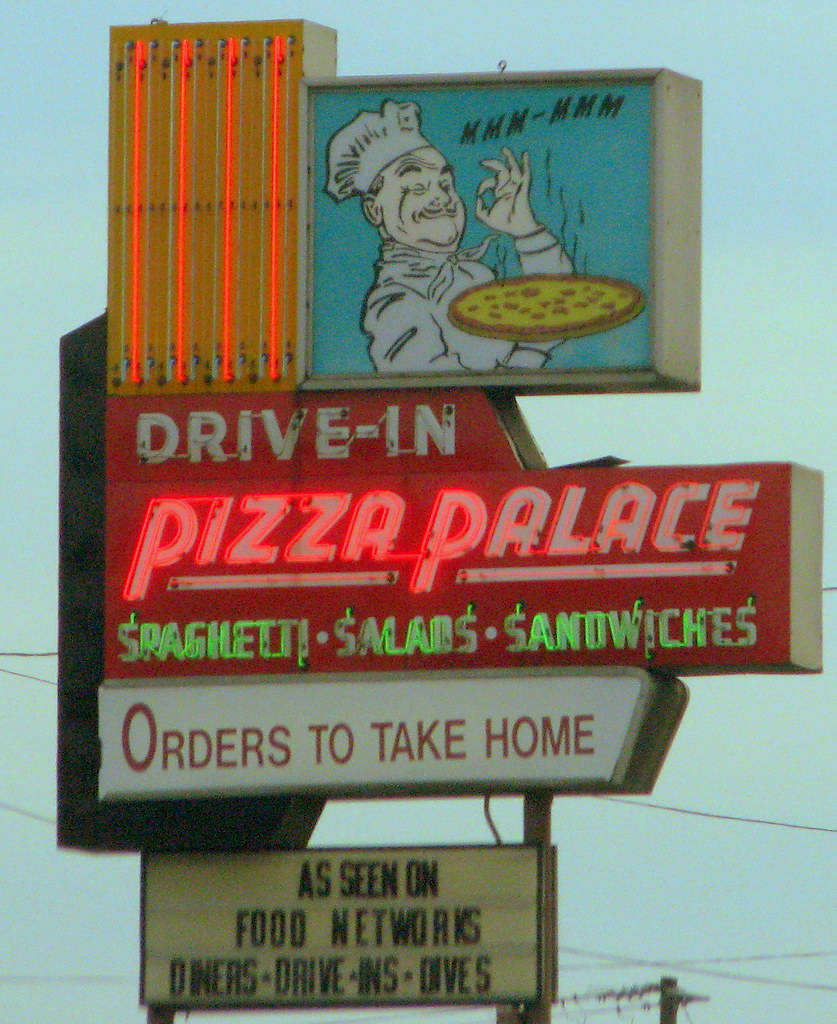 MMM-MMM
DRIVE-IN
PIZZA PALACE
SPAGHETTI • SALADS • SANDWICHES
ORDERS TO TAKE HOME
AS SEEN ON
FOOD NETWORKS
DINERS-DRIVE-INS-DIVES